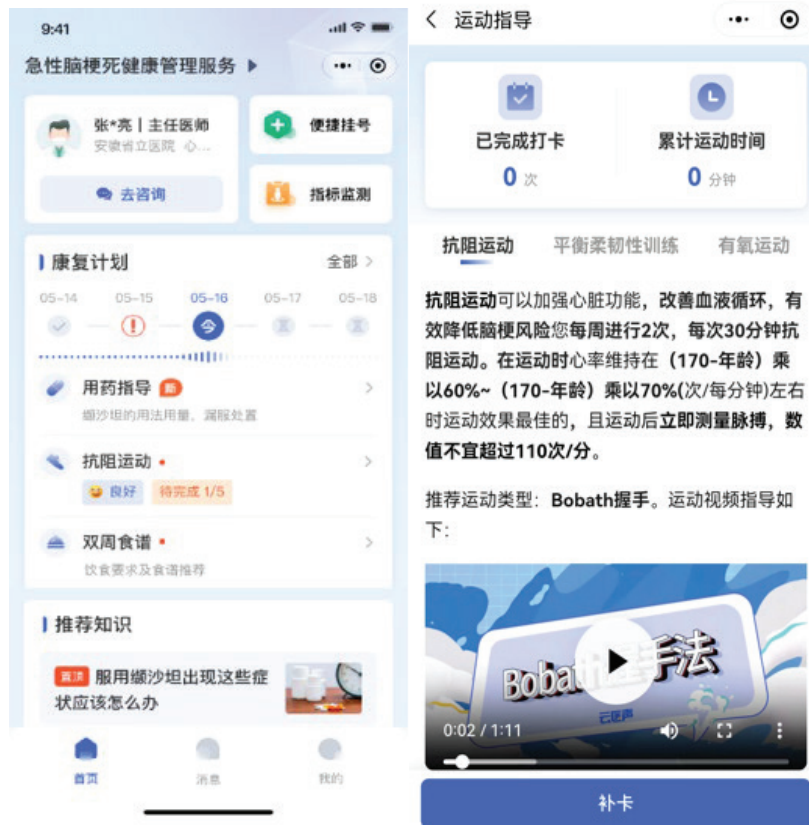 9:41
急性脑梗死健康管理服务
张*亮 | 主任医师
安徽省立医院 心...
去咨询
便捷挂号
指标监测
康复计划
全部
05-14
05-15
05-16
05-17
05-18
今
用药指导
新
缬沙坦的用法用量、漏服处置
抗阻运动
良好
待完成 1/5
双周食谱
饮食要求及食谱推荐
推荐知识
置顶 服用缬沙坦出现这些症
状应该怎么办
首页
消息
我的
运动指导
已完成打卡
0 次
累计运动时间
0 分钟
抗阻运动
平衡柔韧性训练
有氧运动
抗阻运动可以加强心脏功能，改善血液循环，有
效降低脑梗风险您每周进行2次，每次30分钟抗
阻运动。在运动时心率维持在（170-年龄）乘
以60%~（170-年龄）乘以70%(次/每分钟)左右
时运动效果最佳的，且运动后立即测量脉搏，数
值不宜超过110次/分。
推荐运动类型：Bobath握手。运动视频指导如
下：
Bobath握手法
云医声
0:02 / 1:11
补卡